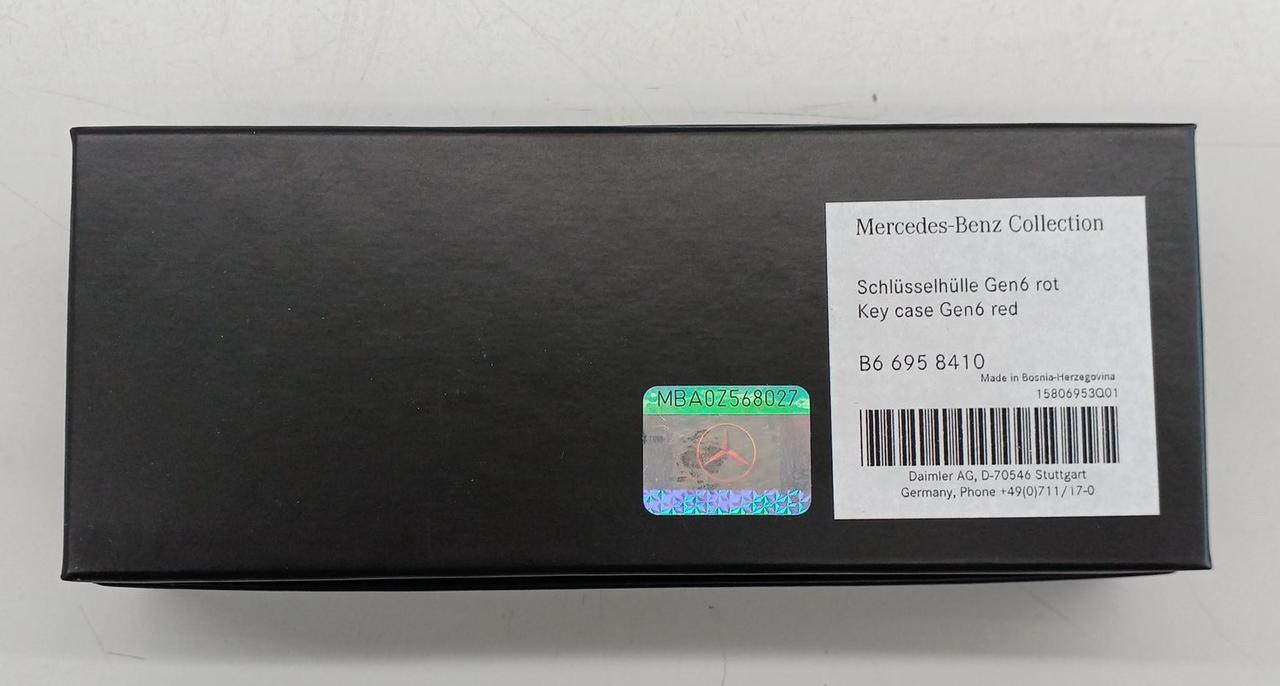 Mercedes-Benz Collection
Schlüsselhülle Gen6 rot
Key case Gen6 red
B6 695 8410
Made in Bosnia-Herzegovina
15806953Q01
Daimler AG, D-70546 Stuttgart
Germany, Phone +49(0)711/17-0
MBA0Z568027